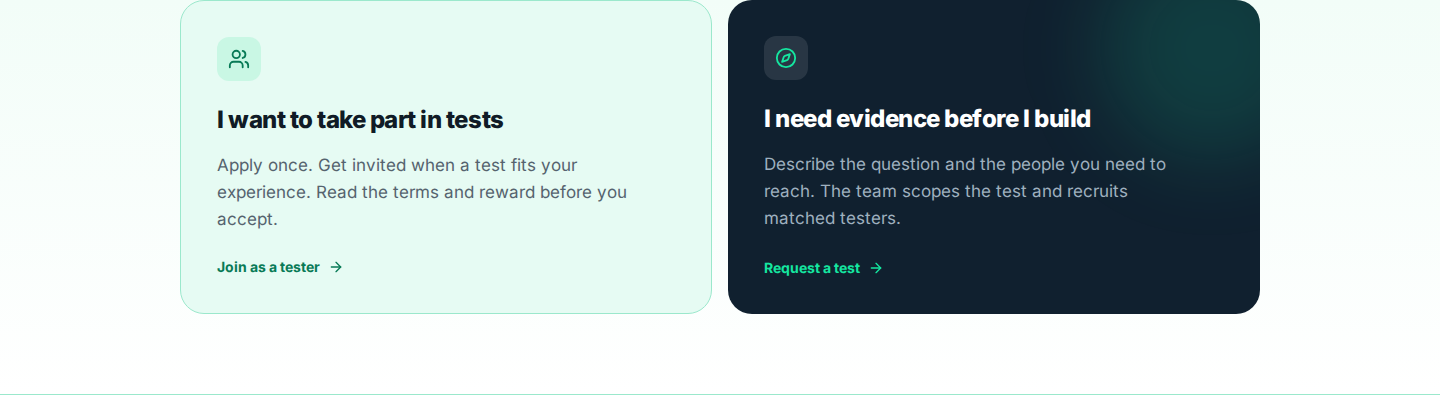 I want to take part in tests
Apply once. Get invited when a test fits your
experience. Read the terms and reward before you
accept.
Join as a tester
I need evidence before I build
Describe the question and the people you need to
reach. The team scopes the test and recruits
matched testers.
Request a test